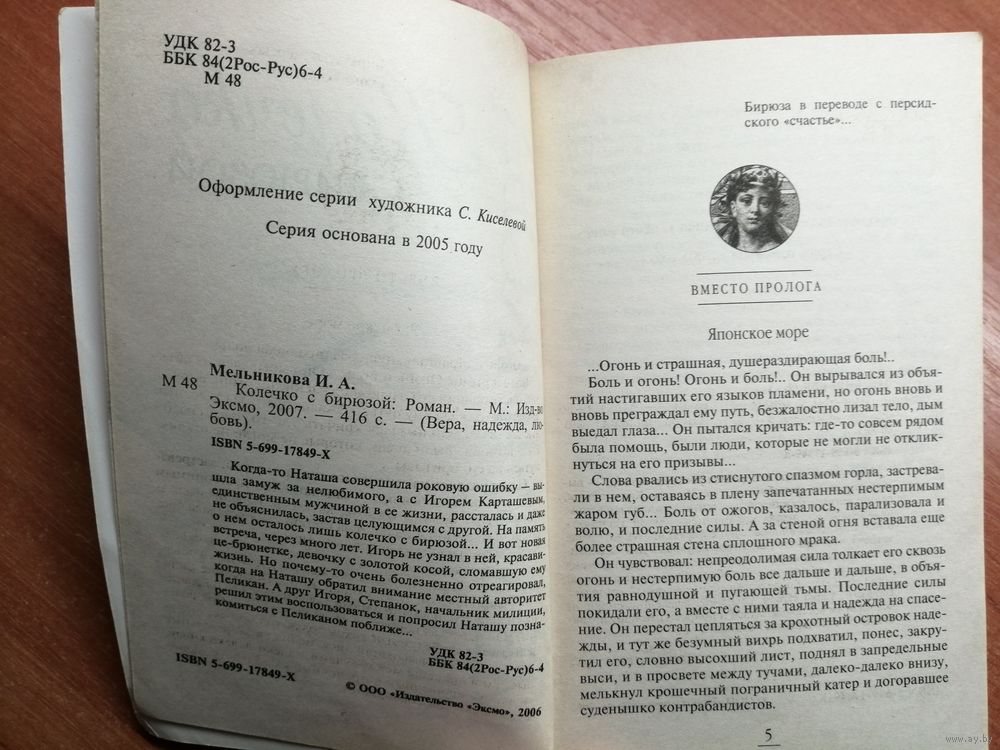 УДК 82-3
ББК 84(2Рос-Рус)6-4
М 48
Оформление серии художника С. Киселевой
Серия основана в 2005 году
Мельникова И. А.
М 48 Колечко с бирюзой: Роман. — М.: Изд-во
Эксмо, 2007. — 416 с. — (Вера, надежда, лю-
бовь).
ISBN 5-699-17849-X
Когда-то Наташа совершила роковую ошибку – вы-
шла замуж за нелюбимого, а с Игорем Карташевым,
единственным мужчиной в ее жизни, рассталась и даже
не объяснилась, застав целующимся с другой. На память
о нем осталось лишь колечко с бирюзой... И вот новая
встреча, через много лет. Игорь не узнал в ней, красави-
це-брюнетке, девочку с золотой косой, сломавшую ему
жизнь. Но почему-то очень болезненно отреагировал,
когда на Наташу обратил внимание местный авторитет
Пеликан. А друг Игоря, Степанок, начальник милиции,
решил этим воспользоваться и попросил Наташу позна-
комиться с Пеликаном поближе...
УДК 82-3
ББК 84(2Рос-Рус)6-4
ISBN 5-699-17849-X
© ООО «Издательство «Эксмо», 2006
Бирюза в переводе с персид-
ского «счастье»...
ВМЕСТО ПРОЛОГА
Японское море
...Огонь и страшная, душераздирающая боль!..
Боль и огонь! Огонь и боль!.. Он вырывался из объя-
тий настигавших его языков пламени, но огонь вновь и
вновь преграждал ему путь, безжалостно лизал тело, дым
выедал глаза... Он пытался кричать: где-то совсем рядом
была помощь, были люди, которые не могли не отклик-
нуться на его призывы...
Слова рвались из стиснутого спазмом горла, застрева-
ли в нем, оставаясь в плену запечатанных нестерпимым
жаром губ... Боль от ожогов, казалось, парализовала и
волю, и последние силы. А за стеной огня вставала еще
более страшная стена сплошного мрака.
Он чувствовал: непреодолимая сила толкает его сквозь
огонь и нестерпимую боль все дальше и дальше, в объя-
тия равнодушной и пугающей тьмы. Последние силы
покидали его, а вместе с ними таяла и надежда на спасе-
ние. Он перестал цепляться за крохотный островок надеж-
ды, и тут же безумный вихрь подхватил, понес, закру-
тил его, словно высохший лист, поднял в запредельные
выси, и в просвете между тучами, далеко-далеко внизу,
мелькнул крошечный пограничный катер и догоравшее
суденышко контрабандистов.
5
www.ay.by